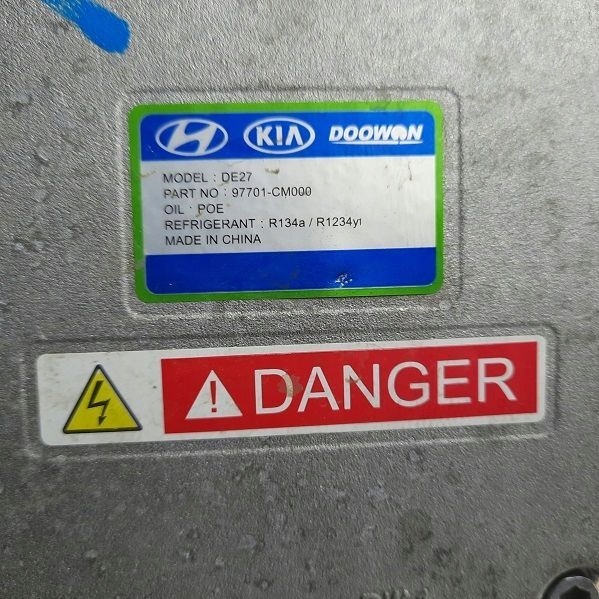 KIA DOOWON
MODEL : DE27
PART NO : 97701-CM000
OIL : POE
REFRIGERANT : R134a / R1234yf
MADE IN CHINA
DANGER